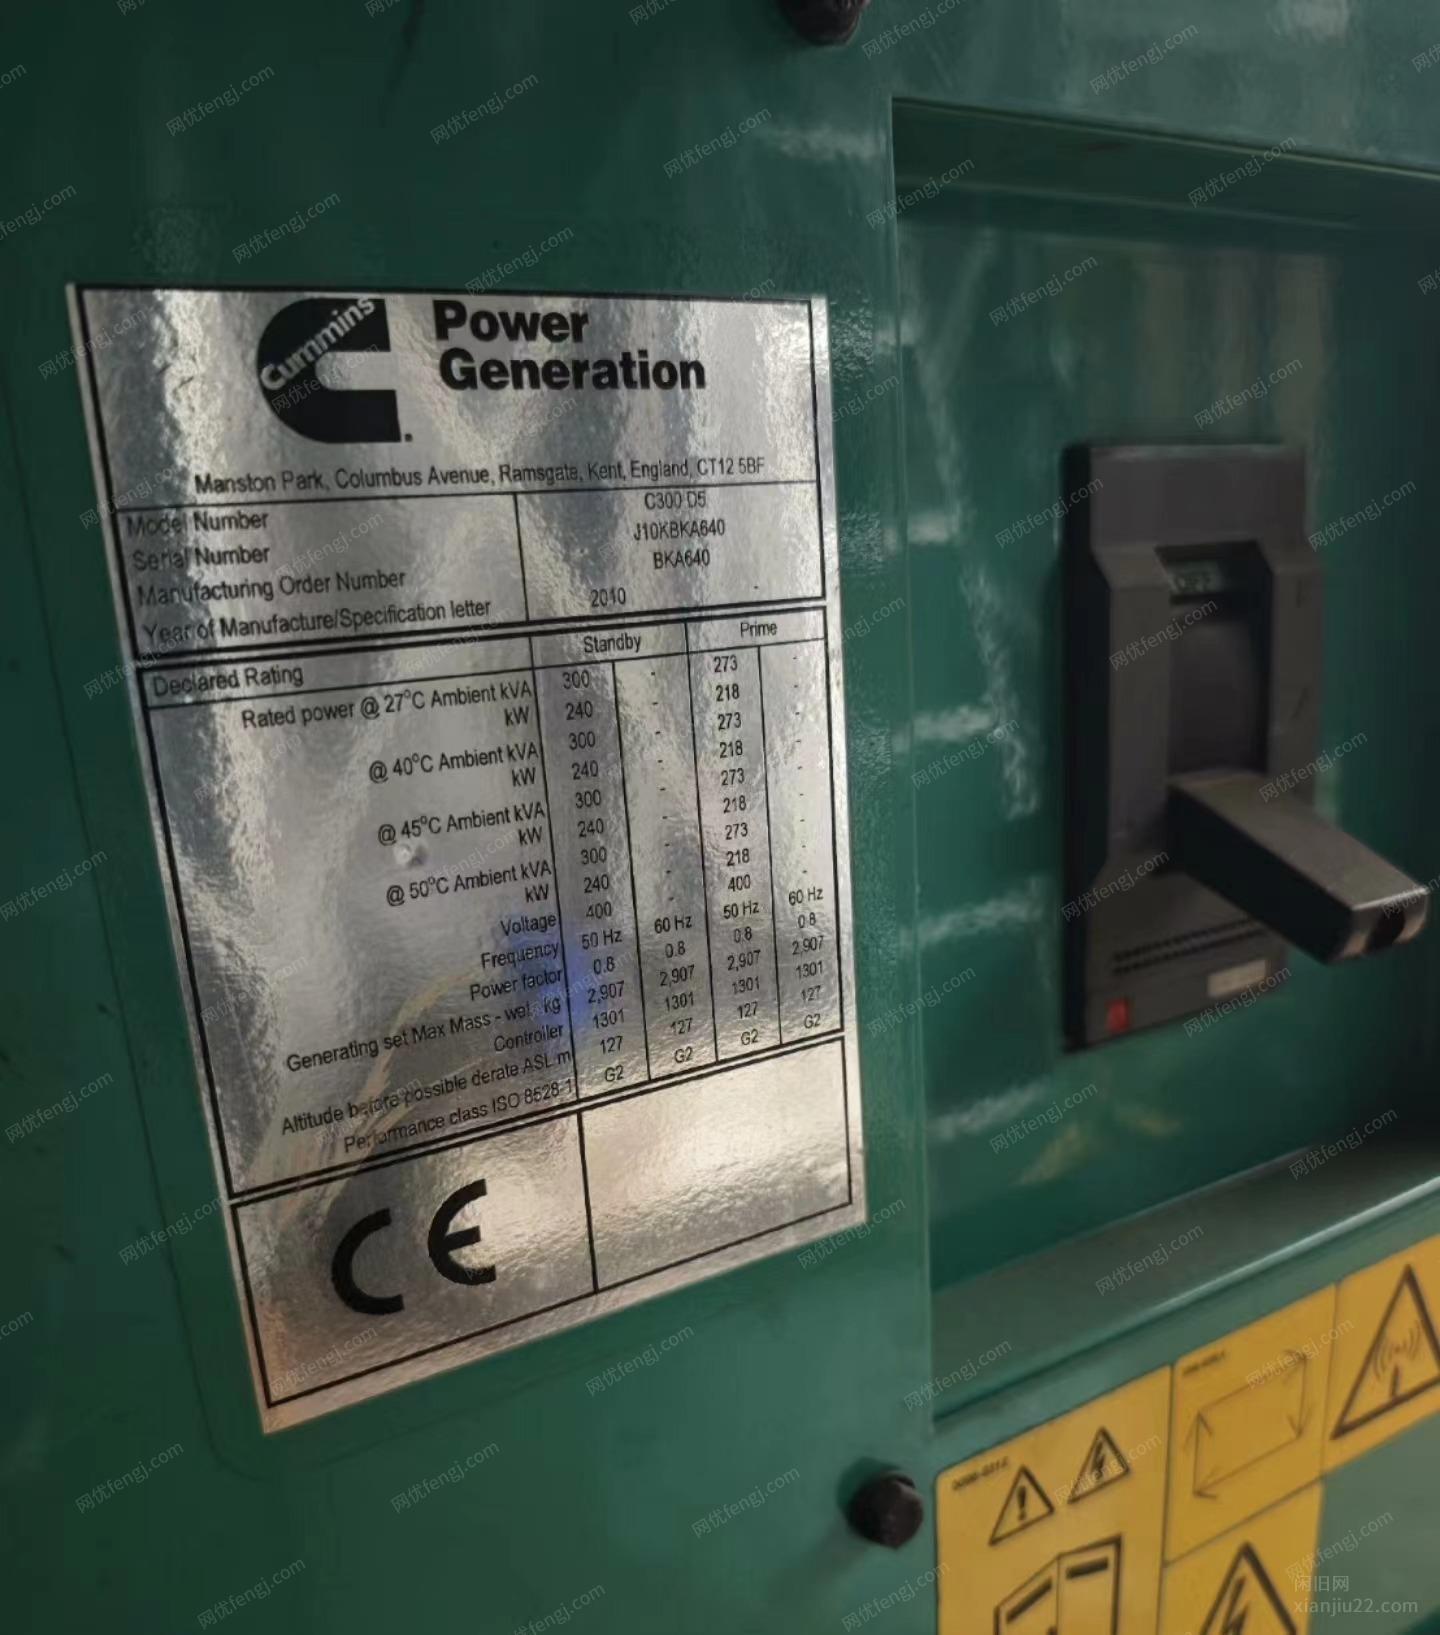 Cummins
Power
Generation
Manston Park, Columbus Avenue, Ramsgate, Kent, England, CT12 5BF
Model Number C300 D5
Serial Number J10KBKA640
Manufacturing Order Number BKA640
Year of Manufacture/Specification letter 2010 -
Declared Rating Standby Prime
Rated power @ 27°C Ambient kVA 300 - 273 -
kW 240 - 218 -
@ 40°C Ambient kVA 300 - 273 -
kW 240 - 218 -
@ 45°C Ambient kVA 300 - 273 -
kW 240 - 218 -
@ 50°C Ambient kVA 300 - 273 -
kW 240 - 218 -
Voltage 400 - 400 -
Frequency 50 Hz 60 Hz 50 Hz 60 Hz
Power factor 0.8 0.8 0.8 0.8
Generating set Max Mass - wet kg 2,907 2,907 2,907 2,907
Controller 1301 1301 1301 1301
Altitude before possible derate ASL m 127 127 127 127
Performance class ISO 8528-1 G2 G2 G2 G2
CE
网优fengj.com
闲旧网
xianjiu22.com